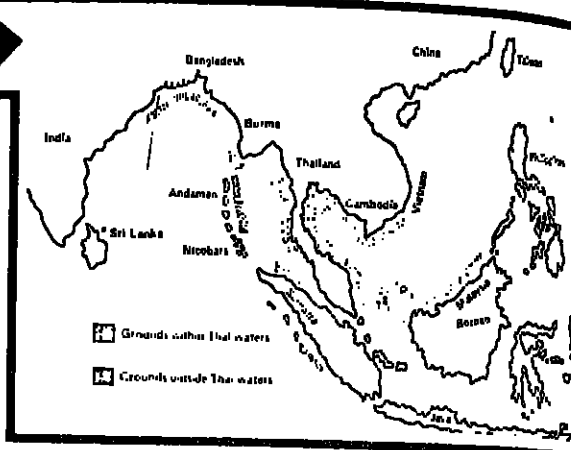 China
Bangladesh
India
Burma
Thailand
Andaman
Cambodia
Vietnam
Sri Lanka
Nicobars
Borneo
Java
Grounds within Thai waters
Grounds outside Thai waters